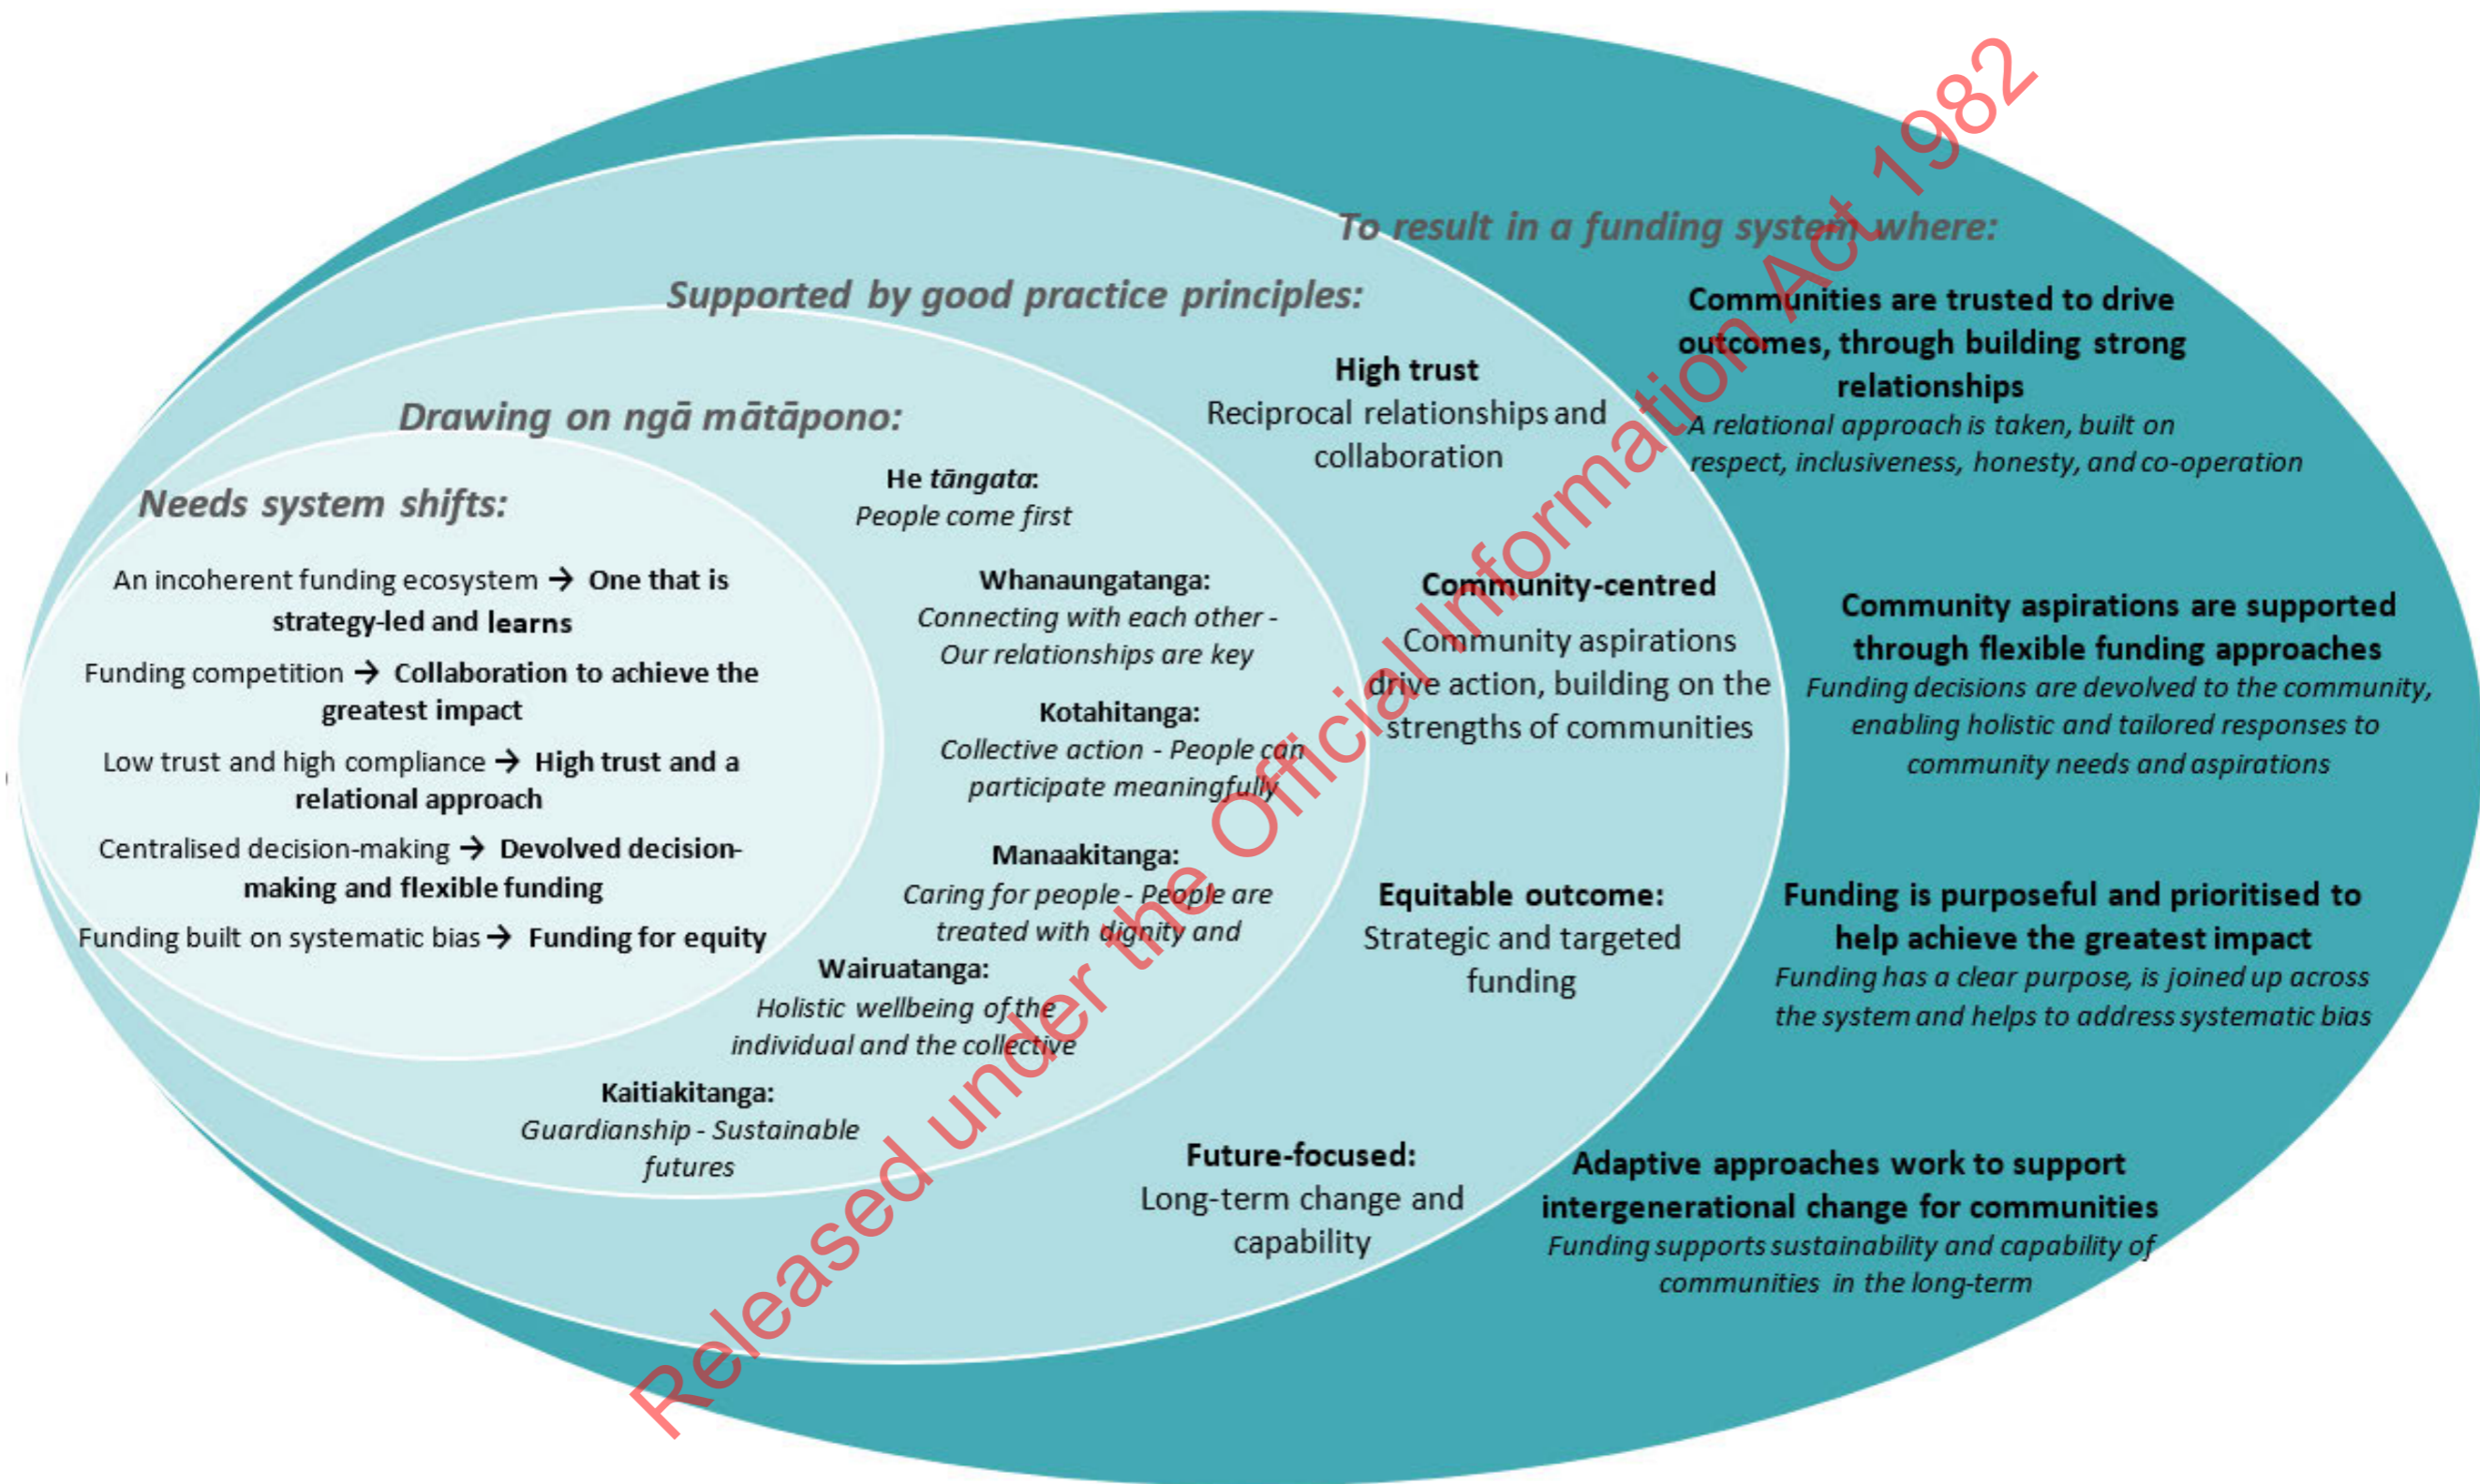 To result in a funding system where:
Supported by good practice principles:
Drawing on ngā mātāpono:
Needs system shifts:
An incoherent funding ecosystem → One that is
strategy-led and learns
Funding competition → Collaboration to achieve the
greatest impact
Low trust and high compliance → High trust and a
relational approach
Centralised decision-making → Devolved decision-
making and flexible funding
Funding built on systematic bias → Funding for equity
He tāngata:
People come first
Whanaungatanga:
Connecting with each other -
Our relationships are key
Kotahitanga:
Collective action - People can
participate meaningfully
Manaakitanga:
Caring for people - People are
treated with dignity and
Wairuatanga:
Holistic wellbeing of the
individual and the collective
Kaitiakitanga:
Guardianship - Sustainable
futures
High trust
Reciprocal relationships and
collaboration
Community-centred
Community aspirations
drive action, building on the
strengths of communities
Equitable outcome:
Strategic and targeted
funding
Future-focused:
Long-term change and
capability
Communities are trusted to drive
outcomes, through building strong
relationships
A relational approach is taken, built on
respect, inclusiveness, honesty, and co-operation
Community aspirations are supported
through flexible funding approaches
Funding decisions are devolved to the community,
enabling holistic and tailored responses to
community needs and aspirations
Funding is purposeful and prioritised to
help achieve the greatest impact
Funding has a clear purpose, is joined up across
the system and helps to address systematic bias
Adaptive approaches work to support
intergenerational change for communities
Funding supports sustainability and capability of
communities in the long-term
Released under the Official Information Act 1982